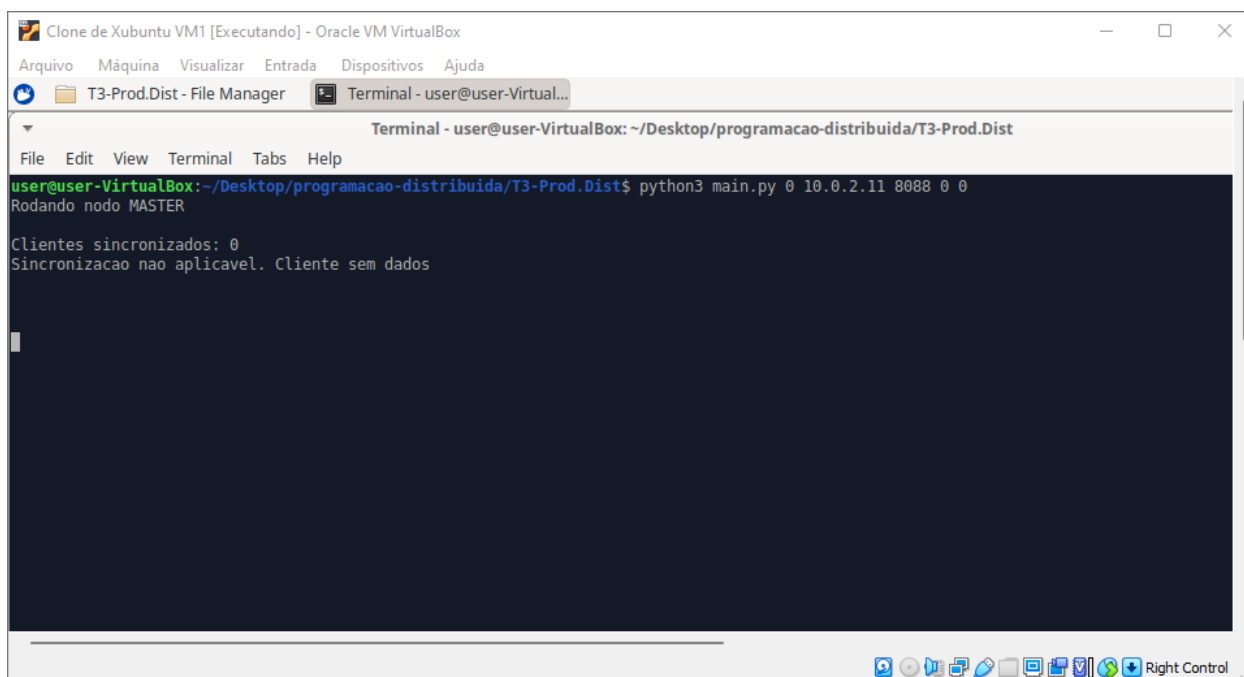 Clone de Xubuntu VM1 [Executando] - Oracle VM VirtualBox
Arquivo Máquina Visualizar Entrada Dispositivos Ajuda
T3-Prod.Dist - File Manager Terminal - user@user-Virtual...
Terminal - user@user-VirtualBox: ~/Desktop/programacao-distribuida/T3-Prod.Dist
File Edit View Terminal Tabs Help
user@user-VirtualBox:~/Desktop/programacao-distribuida/T3-Prod.Dist$ python3 main.py 0 10.0.2.11 8088 0 0
Rodando nodo MASTER
Clientes sincronizados: 0
Sincronizacao nao aplicavel. Cliente sem dados
Right Control